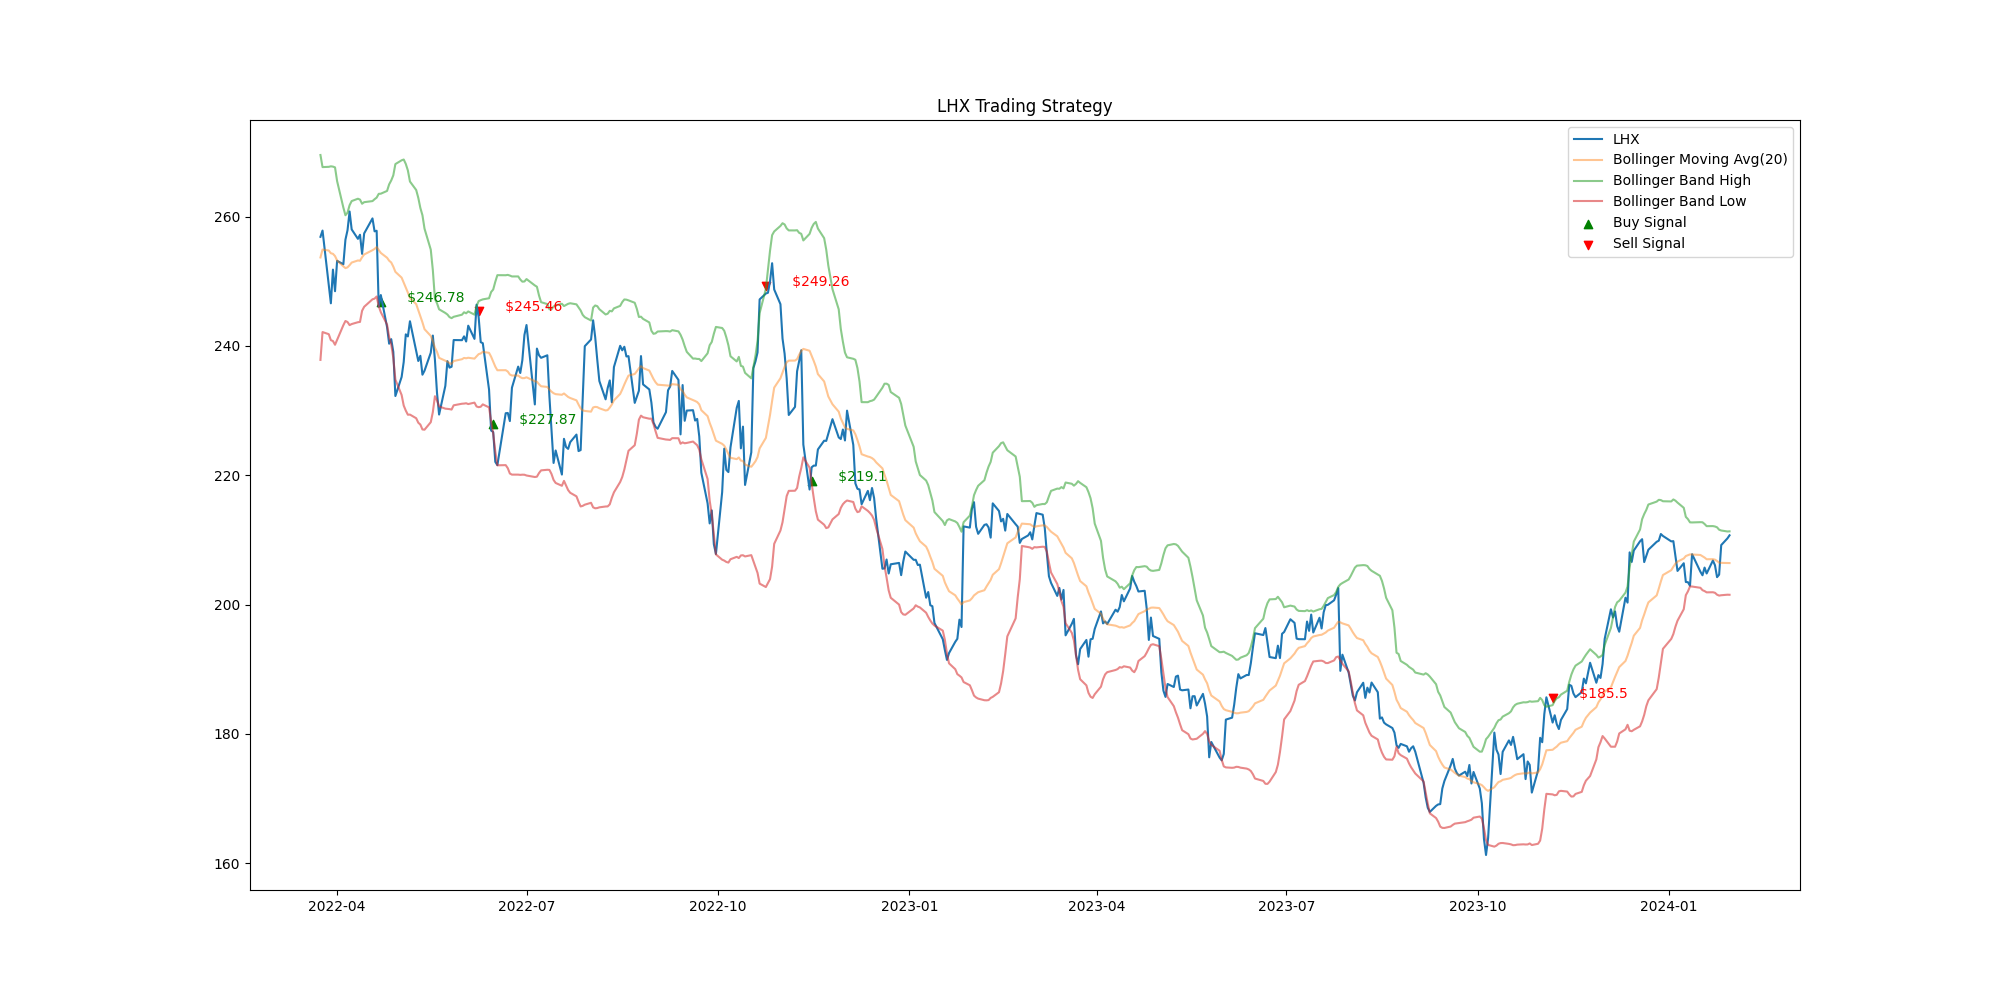 LHX Trading Strategy
LHX
Bollinger Moving Avg(20)
Bollinger Band High
Bollinger Band Low
Buy Signal
Sell Signal
260
240
220
200
180
160
$246.78
$245.46
$227.87
$249.26
$219.1
$185.5
2022-04
2022-07
2022-10
2023-01
2023-04
2023-07
2023-10
2024-01